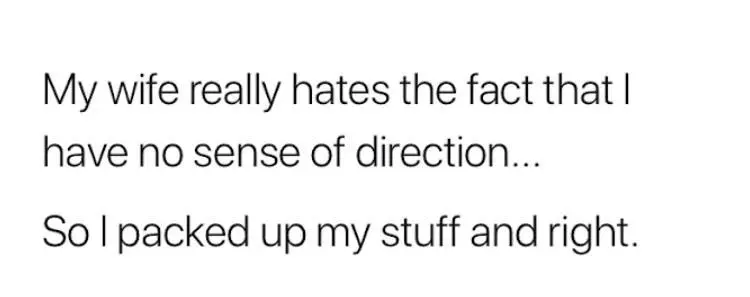 My wife really hates the fact that I
have no sense of direction...
So I packed up my stuff and right.